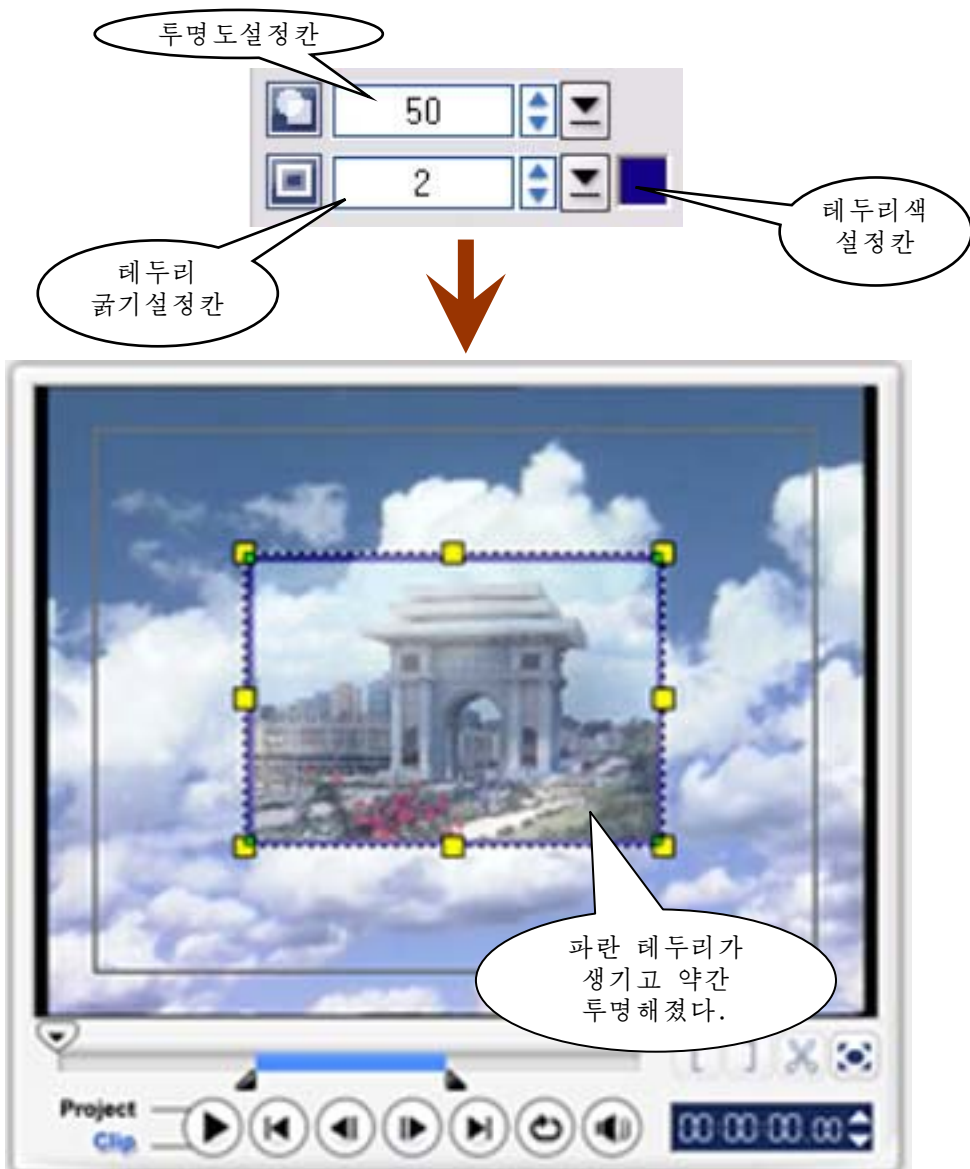 투명도설정칸
50
2
테두리색
설정칸
테두리
굵기설정칸
파란 테두리가
생기고 약간
투명해졌다.
Project
Clip
00:00:00.00